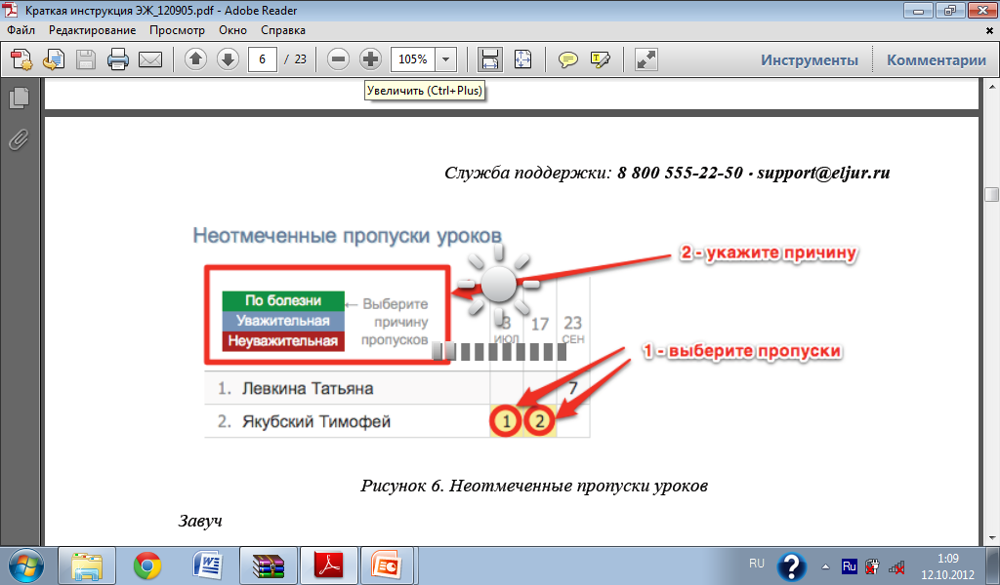 Краткая инструкция ЭЖ_120905.pdf - Adobe Reader
Файл Редактирование Просмотр Окно Справка
6 / 23 105% Инструменты Комментарии
Увеличить (Ctrl+Plus)
Служба поддержки: 8 800 555-22-50 · support@eljur.ru
Неотмеченные пропуски уроков
2 - укажите причину
По болезни
Уважительная
Неуважительная
← Выберите
причину
пропусков
3 17 23
ИЮЛ СЕН
1 - выберите пропуски
1. Левкина Татьяна 7
2. Якубский Тимофей 1 2
Рисунок 6. Неотмеченные пропуски уроков
Завуч
RU Ru 1:09
12.10.2012